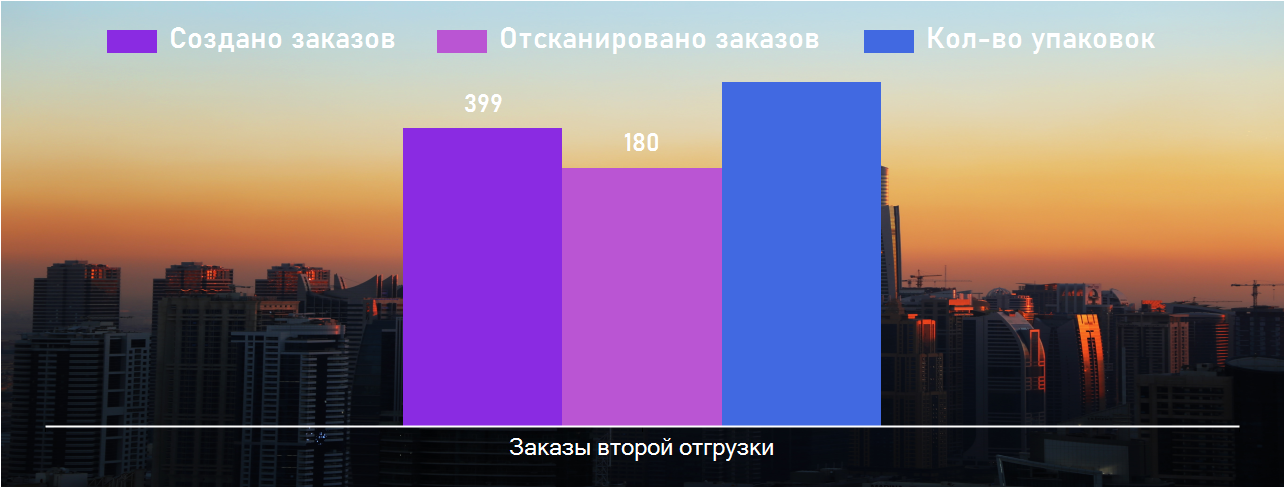 Создано заказов Отсканировано заказов Кол-во упаковок
399
180
Заказы второй отгрузки